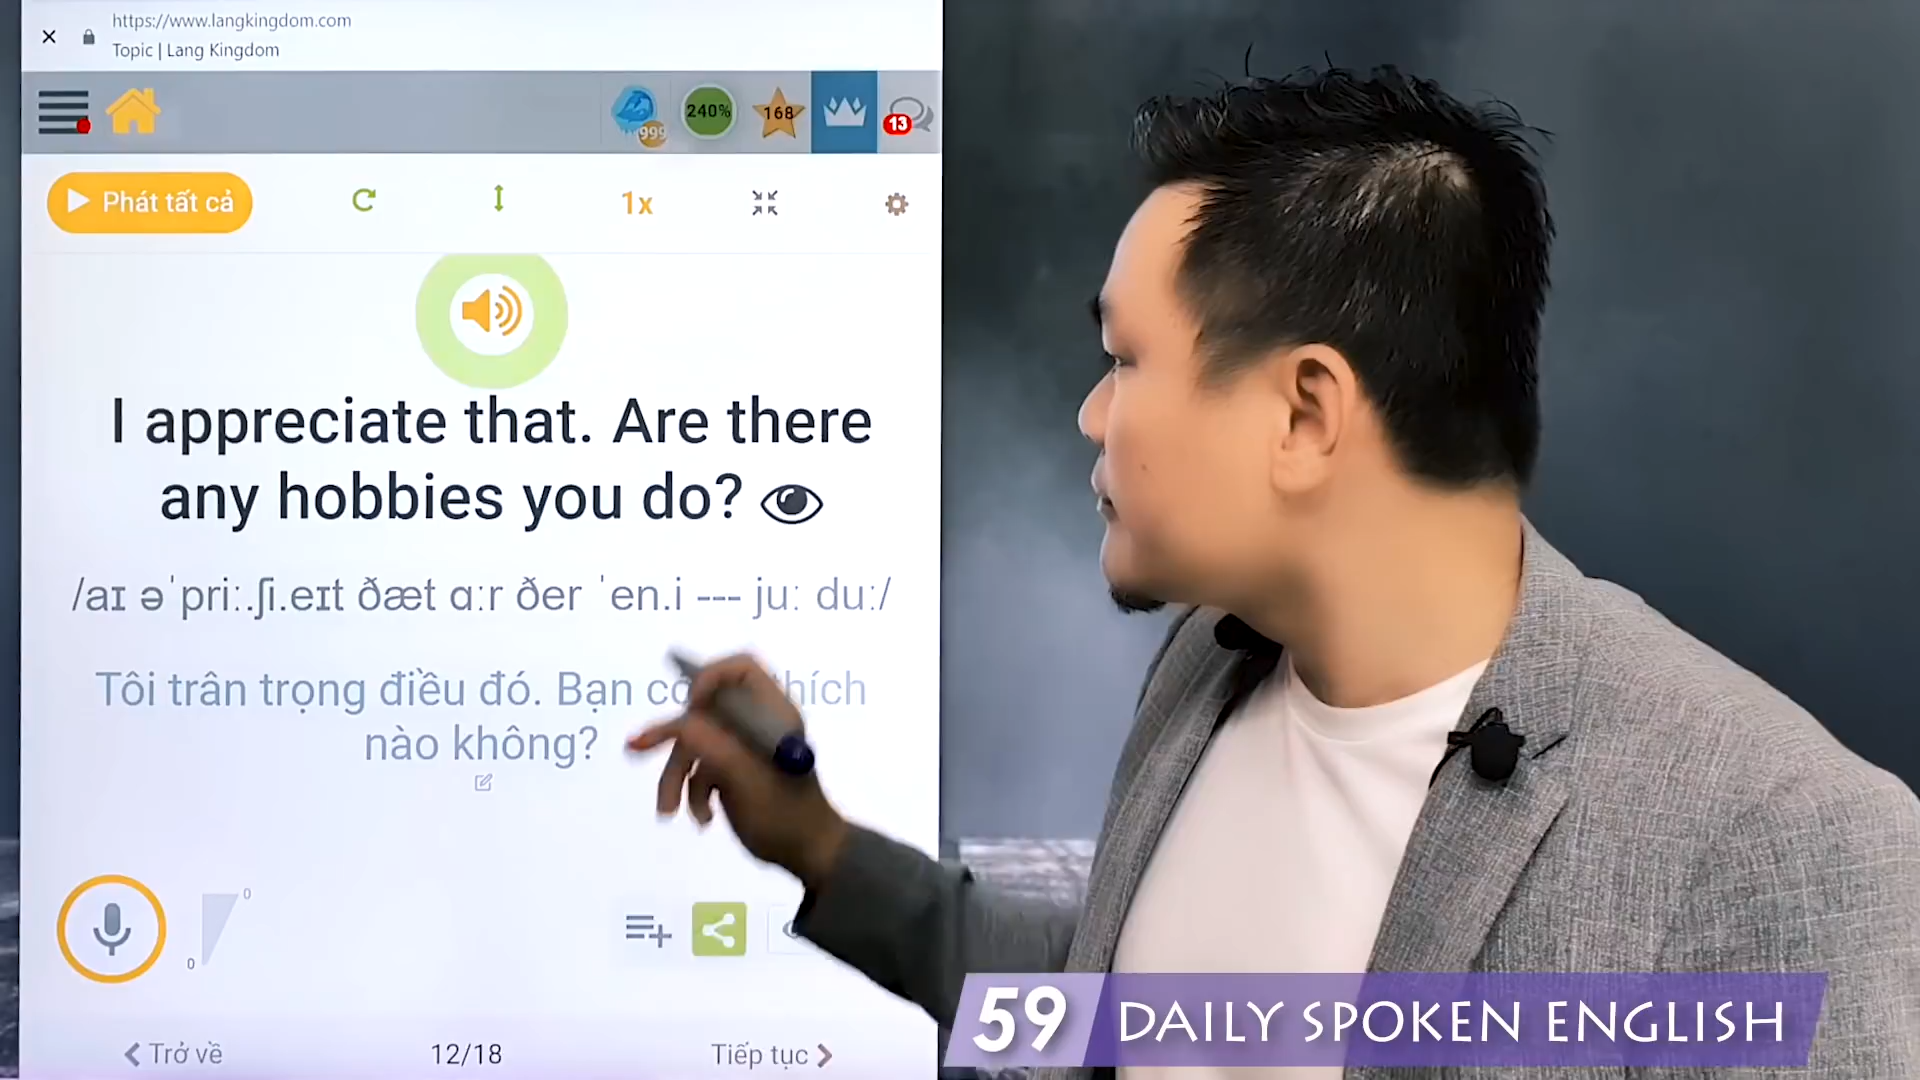 https://www.langkingdom.com
Topic | Lang Kingdom
999
240%
168
13
Phát tất cả
1x
I appreciate that. Are there
any hobbies you do?
/aɪ əˈpriː.ʃi.eɪt ðæt ɑːr ðer ˈen.i --- juː duː/
Tôi trân trọng điều đó. Bạn có thích
nào không?
0
0
Trở về
12/18
Tiếp tục
59 DAILY SPOKEN ENGLISH